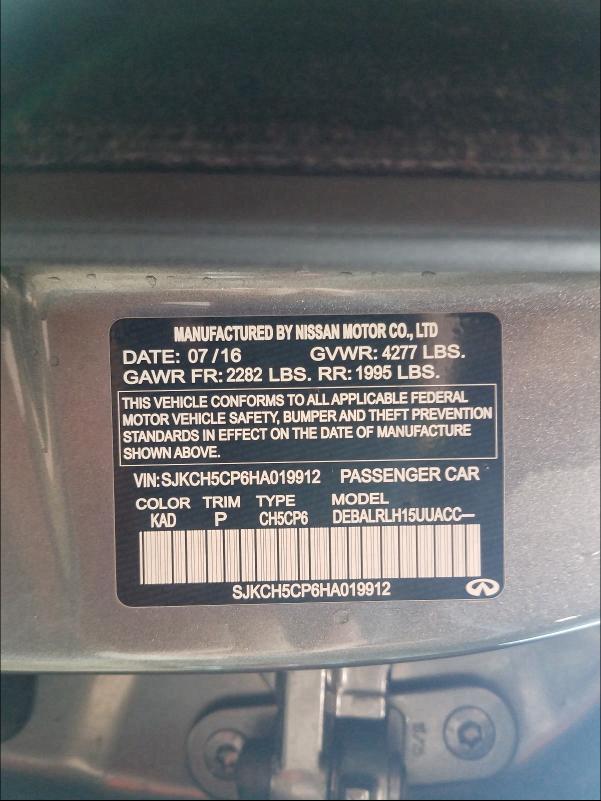 MANUFACTURED BY NISSAN MOTOR CO., LTD
DATE: 07/16 GVWR: 4277 LBS.
GAWR FR: 2282 LBS. RR: 1995 LBS.
THIS VEHICLE CONFORMS TO ALL APPLICABLE FEDERAL
MOTOR VEHICLE SAFETY, BUMPER AND THEFT PREVENTION
STANDARDS IN EFFECT ON THE DATE OF MANUFACTURE
SHOWN ABOVE.
VIN: SJKCH5CP6HA019912 PASSENGER CAR
COLOR TRIM TYPE MODEL
KAD P CH5CP6 DEBALRLH15UUACC—
SJKCH5CP6HA019912